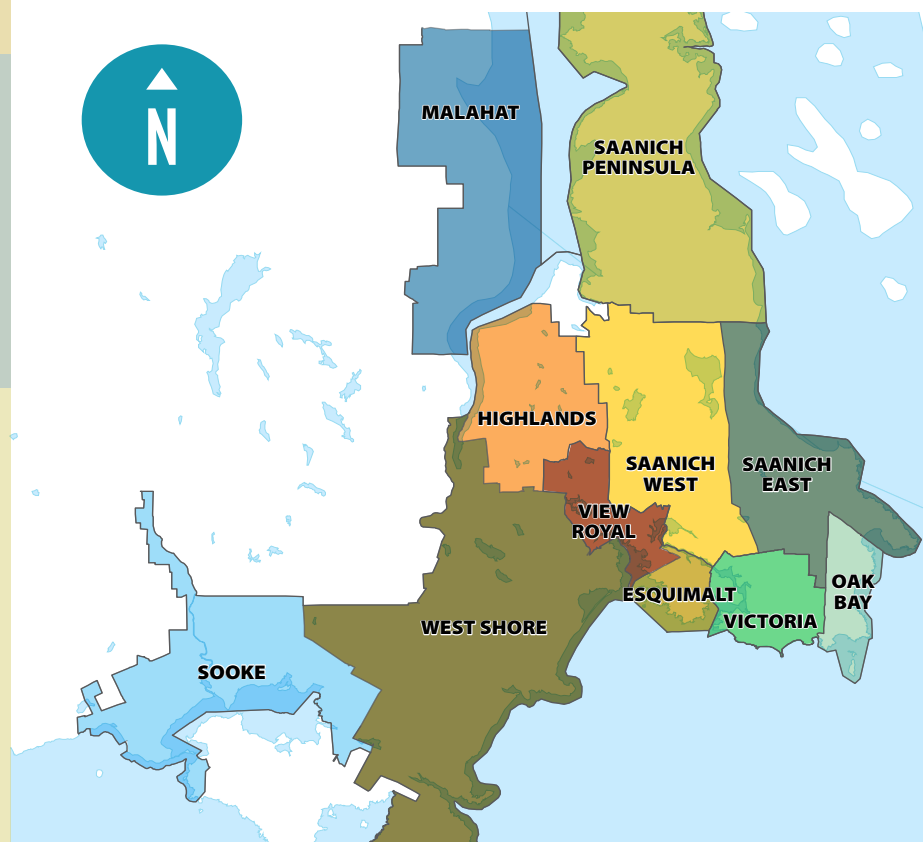 N
MALAHAT
SAANICH
PENINSULA
HIGHLANDS
SAANICH
WEST
SAANICH
EAST
VIEW
ROYAL
OAK
BAY
ESQUIMALT
VICTORIA
WEST SHORE
SOOKE